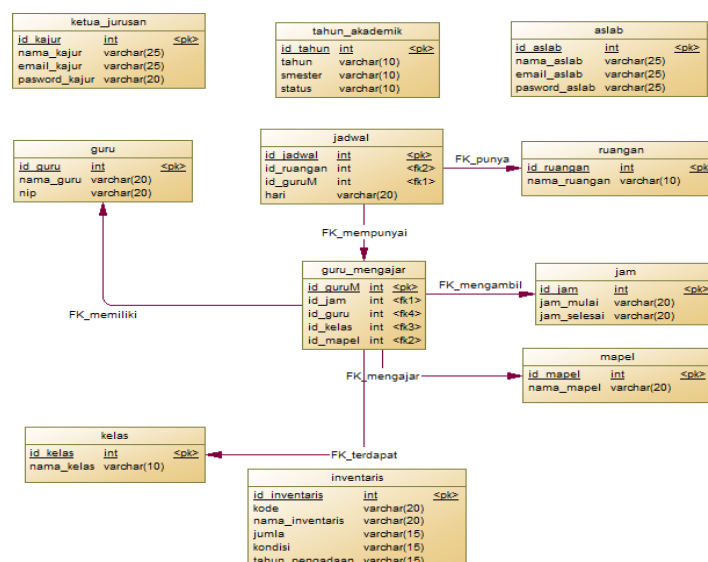 ketua_jurusan
id_kajur int <pk>
nama_kajur varchar(25)
email_kajur varchar(25)
pasword_kajur varchar(20)
tahun_akademik
id_tahun int <pk>
tahun varchar(10)
smester varchar(10)
status varchar(10)
aslab
id_aslab int <pk>
nama_aslab varchar(25)
email_aslab varchar(25)
pasword_aslab varchar(25)
guru
id_guru int <pk>
nama_guru varchar(20)
nip varchar(20)
jadwal
id_jadwal int <pk>
id_ruangan int <fk2>
id_guruM int <fk1>
hari varchar(20)
FK_punya
ruangan
id_ruangan int <pk
nama_ruangan varchar(10)
FK_mempunyai
guru_mengajar
id_guruM int <pk>
id_jam int <fk1>
id_guru int <fk4>
id_kelas int <fk3>
id_mapel int <fk2>
FK_mengambil
jam
id_jam int <pk>
jam_mulai varchar(20)
jam_selesai varchar(20)
FK_memiliki
FK_mengajar
mapel
id_mapel int <pk>
nama_mapel varchar(20)
kelas
id_kelas int <pk>
nama_kelas varchar(10)
FK_terdapat
inventaris
id_inventaris int <pk>
kode varchar(20)
nama_inventaris varchar(20)
jumla varchar(15)
kondisi varchar(15)
tahun_pengadaan varchar(15)